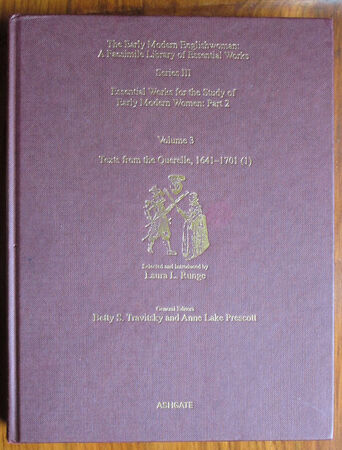 The Early Modern Englishwoman:
A Facsimile Library of Essential Works
Series III
Essential Works for the Study of
Early Modern Women: Part 2
Volume 3
Texts from the Querelle, 1641–1701 (1)
Selected and Introduced by
Laura L. Runge
General Editors
Betty S. Travitsky and Anne Lake Prescott
ASHGATE